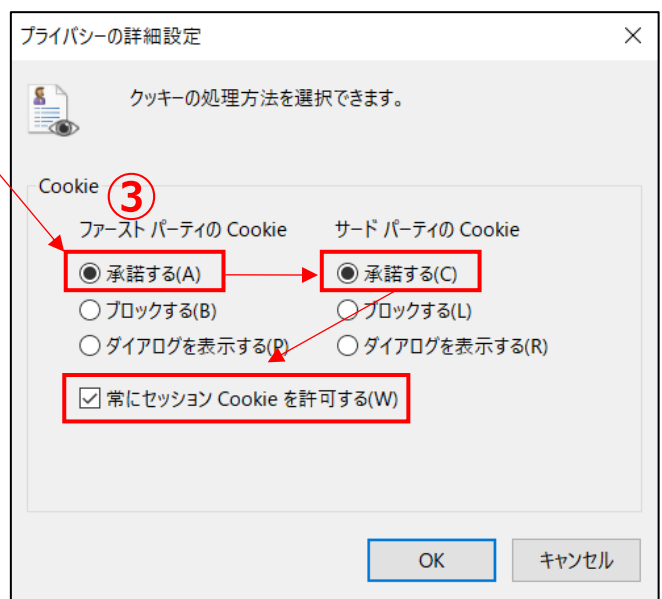 プライバシーの詳細設定
クッキーの処理方法を選択できます。
Cookie ③
ファースト パーティの Cookie サード パーティの Cookie
承諾する(A) 承諾する(C)
ブロックする(B) ブロックする(L)
ダイアログを表示する(P) ダイアログを表示する(R)
常にセッション Cookie を許可する(W)
OK キャンセル